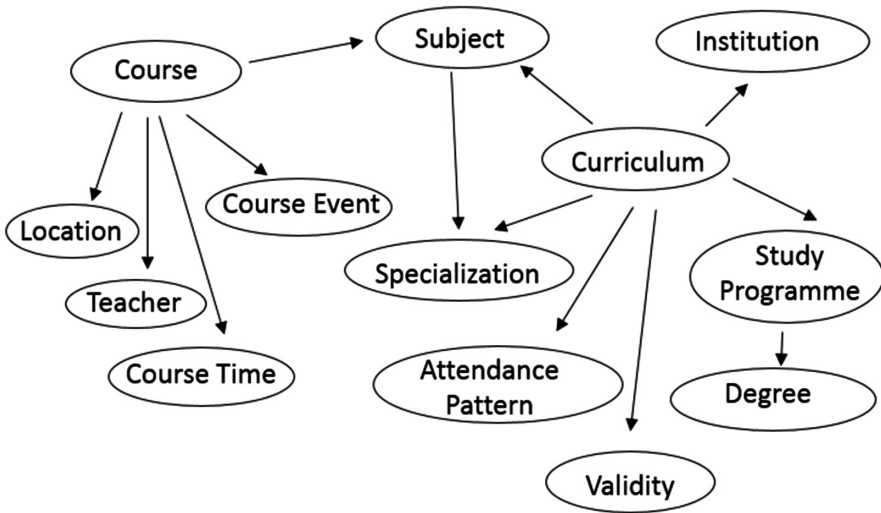 Subject
Institution
Course
Curriculum
Course Event
Location
Specialization
Study
Programme
Teacher
Course Time
Attendance
Pattern
Degree
Validity